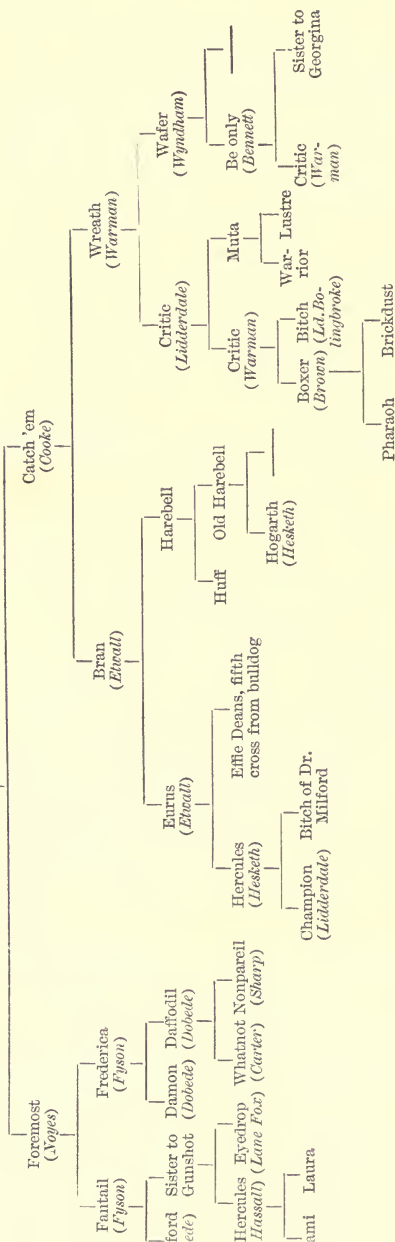 Foremost
(Noyes)
Catch 'em
(Cooke)
Fantail
(Fyson)
Frederica
(Fyson)
Bran
(Etwall)
Wreath
(Warman)
Sister to
Gunshot
Damon
(Dobede)
Daffodil
(Dobede)
Eurus
(Etwall)
Harebell
Critic
(Lidderdale)
Wafer
(Wyndham)
Hercules
Hassall)
Eyedrop
(Lane Fox)
Whatnot
(Carter)
Nonpareil
(Sharp)
Hercules
(Hesketh)
Effie Deans, fifth
cross from bulldog
Huff
Old Harebell
Critic
(Warman)
Muta
Be only
(Bennett)
Laura
Champion
(Lidderdale)
Bitch of Dr.
Milford
Hogarth
(Hesketh)
Boxer
(Brown)
Bitch
(Ld. Bo-
lingbroke)
War-
rior
Lustre
Critic
(War-
man)
Sister to
Georgina
Pharaoh
Brickdust